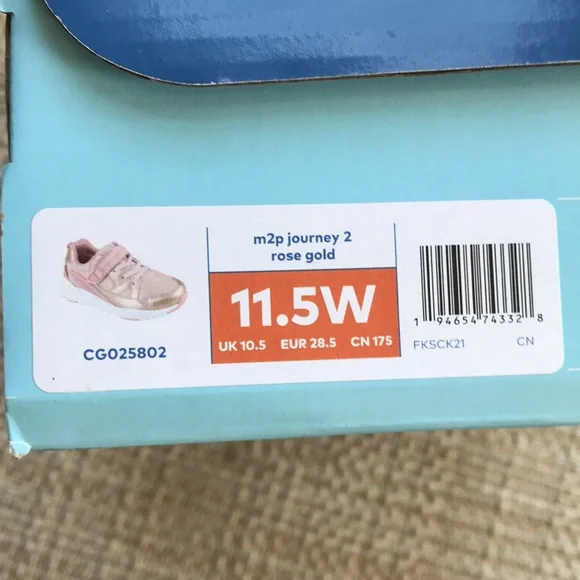 m2p journey 2
rose gold
11.5W
UK 10.5 EUR 28.5 CN 175
CG025802
1 94654 74332 8
FKSCK21 CN